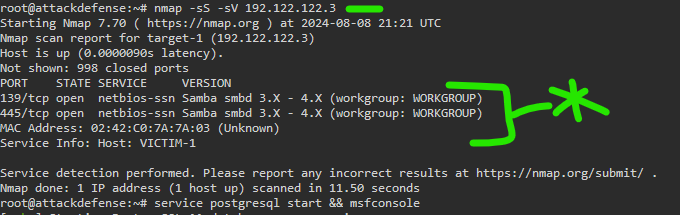 root@attackdefense:~# nmap -sS -sV 192.122.122.3
Starting Nmap 7.70 ( https://nmap.org ) at 2024-08-08 21:21 UTC
Nmap scan report for target-1 (192.122.122.3)
Host is up (0.0000090s latency).
Not shown: 998 closed ports
PORT    STATE SERVICE     VERSION
139/tcp open  netbios-ssn Samba smbd 3.X - 4.X (workgroup: WORKGROUP)
445/tcp open  netbios-ssn Samba smbd 3.X - 4.X (workgroup: WORKGROUP)
MAC Address: 02:42:C0:7A:7A:03 (Unknown)
Service Info: Host: VICTIM-1

Service detection performed. Please report any incorrect results at https://nmap.org/submit/ .
Nmap done: 1 IP address (1 host up) scanned in 11.50 seconds
root@attackdefense:~# service postgresql start && msfconsole